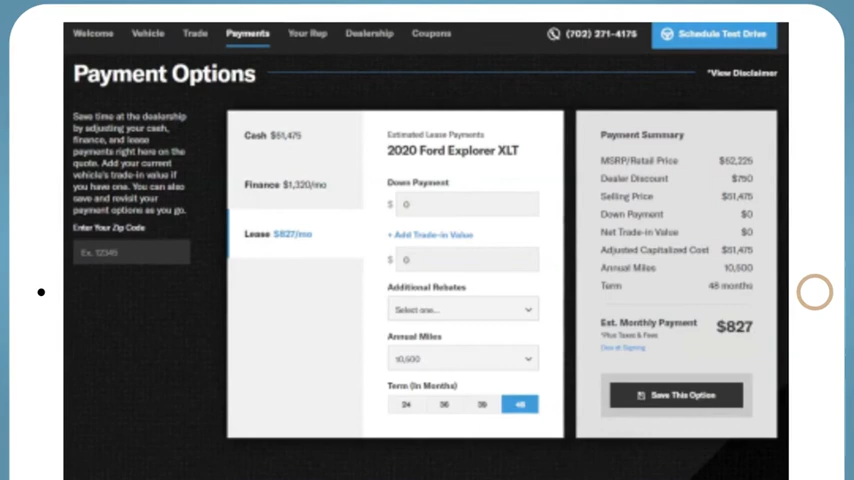 Welcome Vehicle Trade Payments Your Rep Dealership Coupons (702) 271-4175 Schedule Test Drive
Payment Options
*View Disclaimer
Save time at the dealership
by adjusting your cash,
finance, and lease
payments right here on the
quote. Add your current
vehicle's trade-in value if
you have one. You can also
save and revisit your
payment options as you go.
Enter Your Zip Code
Ex. 12345
Cash $51,475
Finance $1,320/mo
Lease $827/mo
Estimated Lease Payments
2020 Ford Explorer XLT
Down Payment
$ 0
+ Add Trade-in Value
$ 0
Additional Rebates
Select one...
Annual Miles
10,500
Term (In Months)
24 36 39 48
Payment Summary
MSRP/Retail Price $52,225
Dealer Discount $750
Selling Price $51,475
Down Payment $0
Net Trade-in Value $0
Adjusted Capitalized Cost $51,475
Annual Miles 10,500
Term 48 months
Est. Monthly Payment $827
*Plus Taxes & Fees
Due at Signing
Save This Option